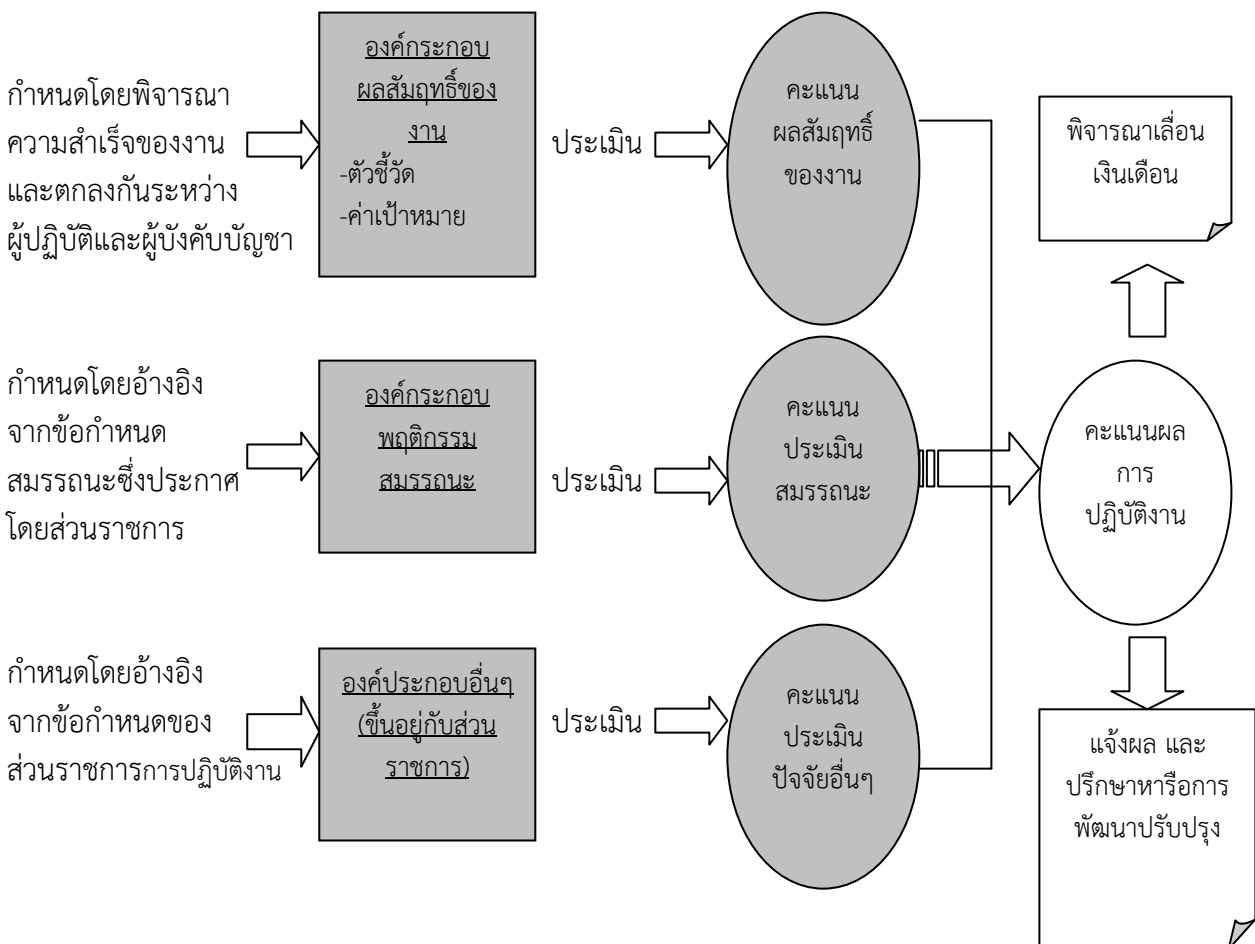 กำหนดโดยพิจารณา
ความสำเร็จของงาน
และตกลงกันระหว่าง
ผู้ปฏิบัติและผู้บังคับบัญชา
องค์กระกอบ
ผลสัมฤทธิ์ของ
งาน
-ตัวชี้วัด
-ค่าเป้าหมาย
ประเมิน
คะแนน
ผลสัมฤทธิ์
ของงาน
พิจารณาเลื่อน
เงินเดือน
กำหนดโดยอ้างอิง
จากข้อกำหนด
สมรรถนะซึ่งประกาศ
โดยส่วนราชการ
องค์กระกอบ
พฤติกรรม
สมรรถนะ
ประเมิน
คะแนน
ประเมิน
สมรรถนะ
คะแนนผล
การ
ปฏิบัติงาน
กำหนดโดยอ้างอิง
จากข้อกำหนดของ
ส่วนราชการการปฏิบัติงาน
องค์ประกอบอื่นๆ
(ขึ้นอยู่กับส่วน
ราชการ)
ประเมิน
คะแนน
ประเมิน
ปัจจัยอื่นๆ
แจ้งผล และ
ปรึกษาหารือการ
พัฒนาปรับปรุง